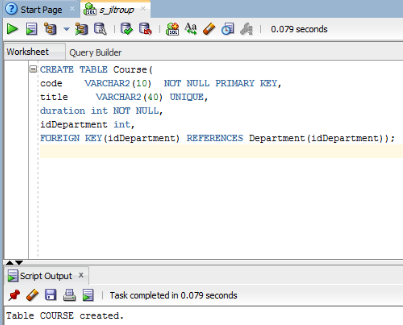 Start Page
s_jitroup
0.079 seconds
Worksheet Query Builder
CREATE TABLE Course(
code VARCHAR2(10) NOT NULL PRIMARY KEY,
title VARCHAR2(40) UNIQUE,
duration int NOT NULL,
idDepartment int,
FOREIGN KEY(idDepartment) REFERENCES Department(idDepartment));
Script Output
Task completed in 0.079 seconds
Table COURSE created.